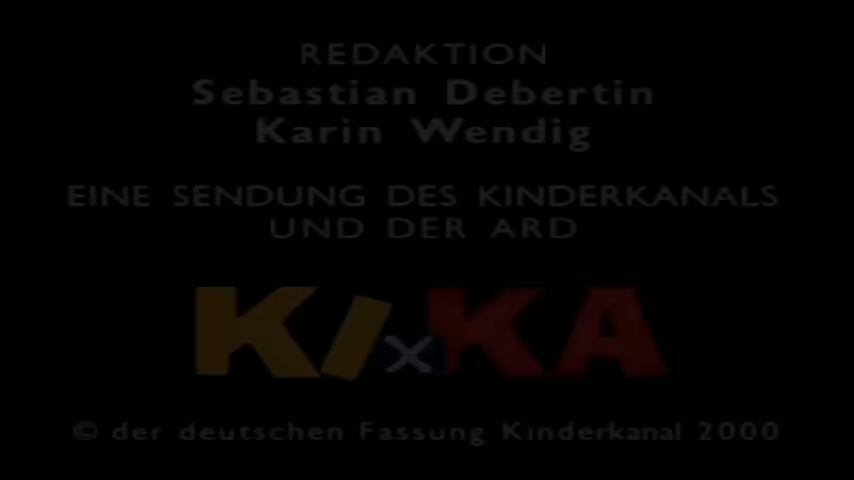 REDAKTION
Sebastian Debertin
Karin Wendig
EINE SENDUNG DES KINDERKANALS
UND DER ARD
KI×KA
© der deutschen Fassung Kinderkanal 2000